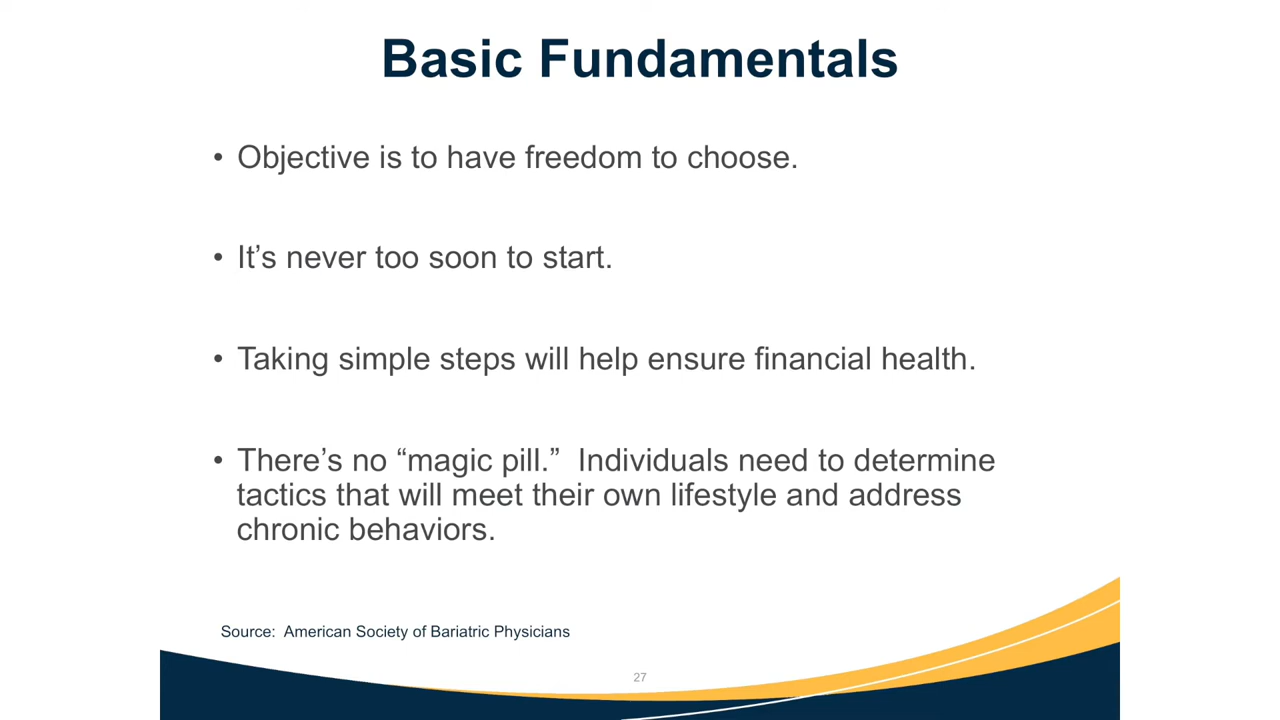 Basic Fundamentals
• Objective is to have freedom to choose.
• It’s never too soon to start.
• Taking simple steps will help ensure financial health.
• There’s no “magic pill.”  Individuals need to determine
tactics that will meet their own lifestyle and address
chronic behaviors.
Source:  American Society of Bariatric Physicians
27